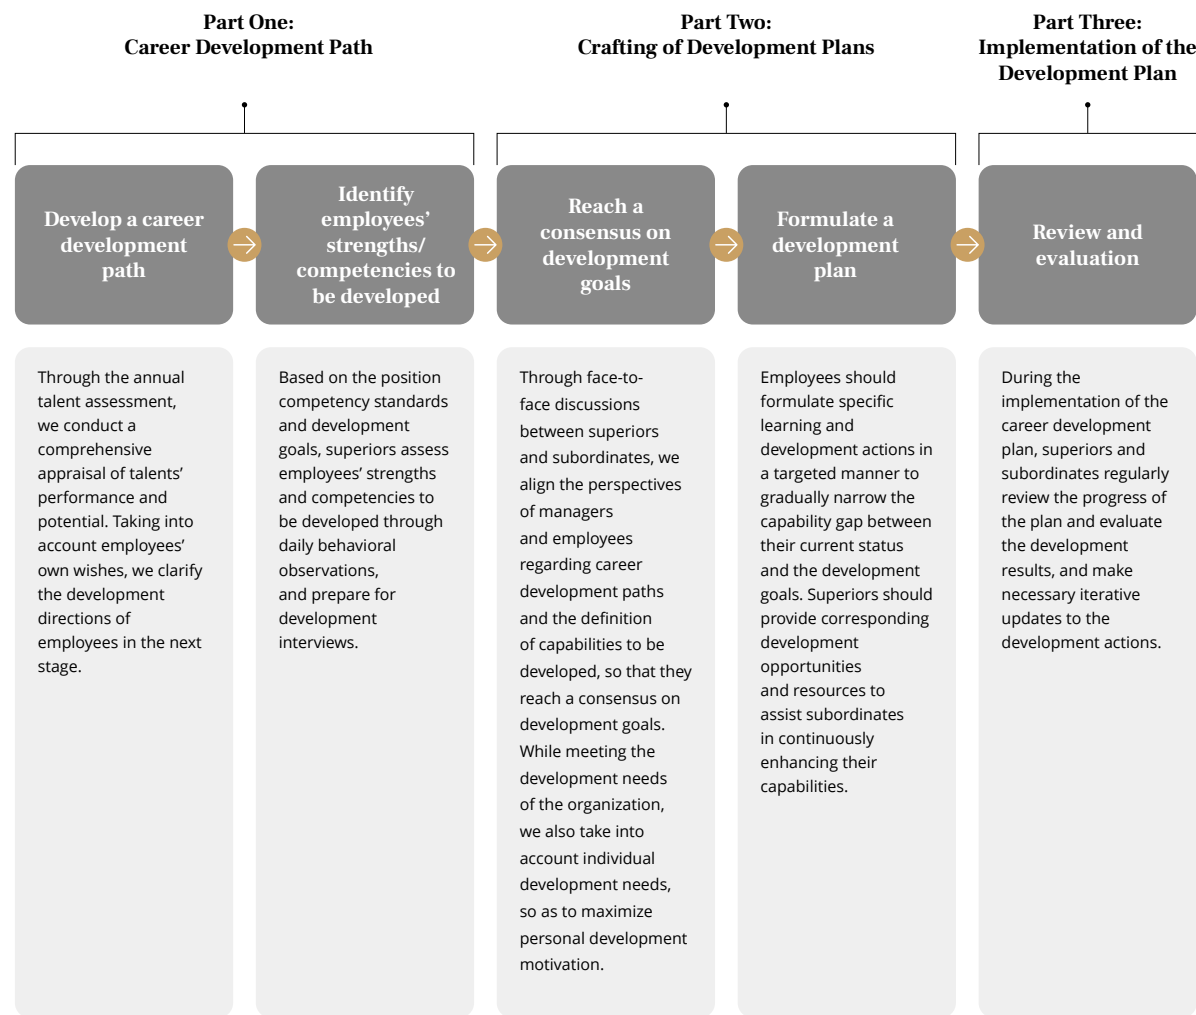 Part One:
Career Development Path
Part Two:
Crafting of Development Plans
Part Three:
Implementation of the
Development Plan
Develop a career
development
path
Identify
employees’
strengths/
competencies to
be developed
Reach a
consensus on
development
goals
Formulate a
development
plan
Review and
evaluation
Through the annual
talent assessment,
we conduct a
comprehensive
appraisal of talents’
performance and
potential. Taking into
account employees’
own wishes, we clarify
the development
directions of
employees in the next
stage.
Based on the position
competency standards
and development
goals, superiors assess
employees’ strengths
and competencies to
be developed through
daily behavioral
observations,
and prepare for
development
interviews.
Through face-to-
face discussions
between superiors
and subordinates, we
align the perspectives
of managers
and employees
regarding career
development paths
and the definition
of capabilities to be
developed, so that they
reach a consensus on
development goals.
While meeting the
development needs
of the organization,
we also take into
account individual
development needs,
so as to maximize
personal development
motivation.
Employees should
formulate specific
learning and
development actions in
a targeted manner to
gradually narrow the
capability gap between
their current status
and the development
goals. Superiors should
provide corresponding
development
opportunities
and resources to
assist subordinates
in continuously
enhancing their
capabilities.
During the
implementation of the
career development
plan, superiors and
subordinates regularly
review the progress of
the plan and evaluate
the development
results, and make
necessary iterative
updates to the
development actions.